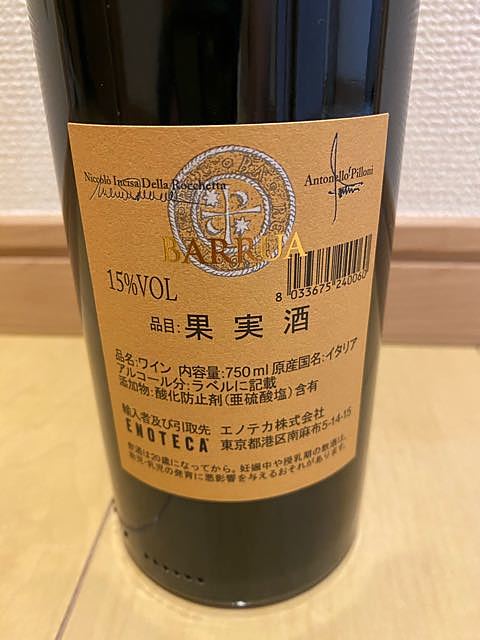 Niccolò Incisa Della Rocchetta
Antonello Pilloni
BARRUA
15%VOL
8 033675 240060
品目:果実酒
品名:ワイン 内容量:750ml 原産国名:イタリア
アルコール分:ラベルに記載
添加物:酸化防止剤(亜硫酸塩)含有
輸入者及び引取先 エノテカ株式会社
ENOTECA 東京都港区南麻布5-14-15
飲酒は20歳になってから。妊娠中や授乳期の飲酒は、
胎児・乳児の発育に悪影響を与えるおそれがあります。